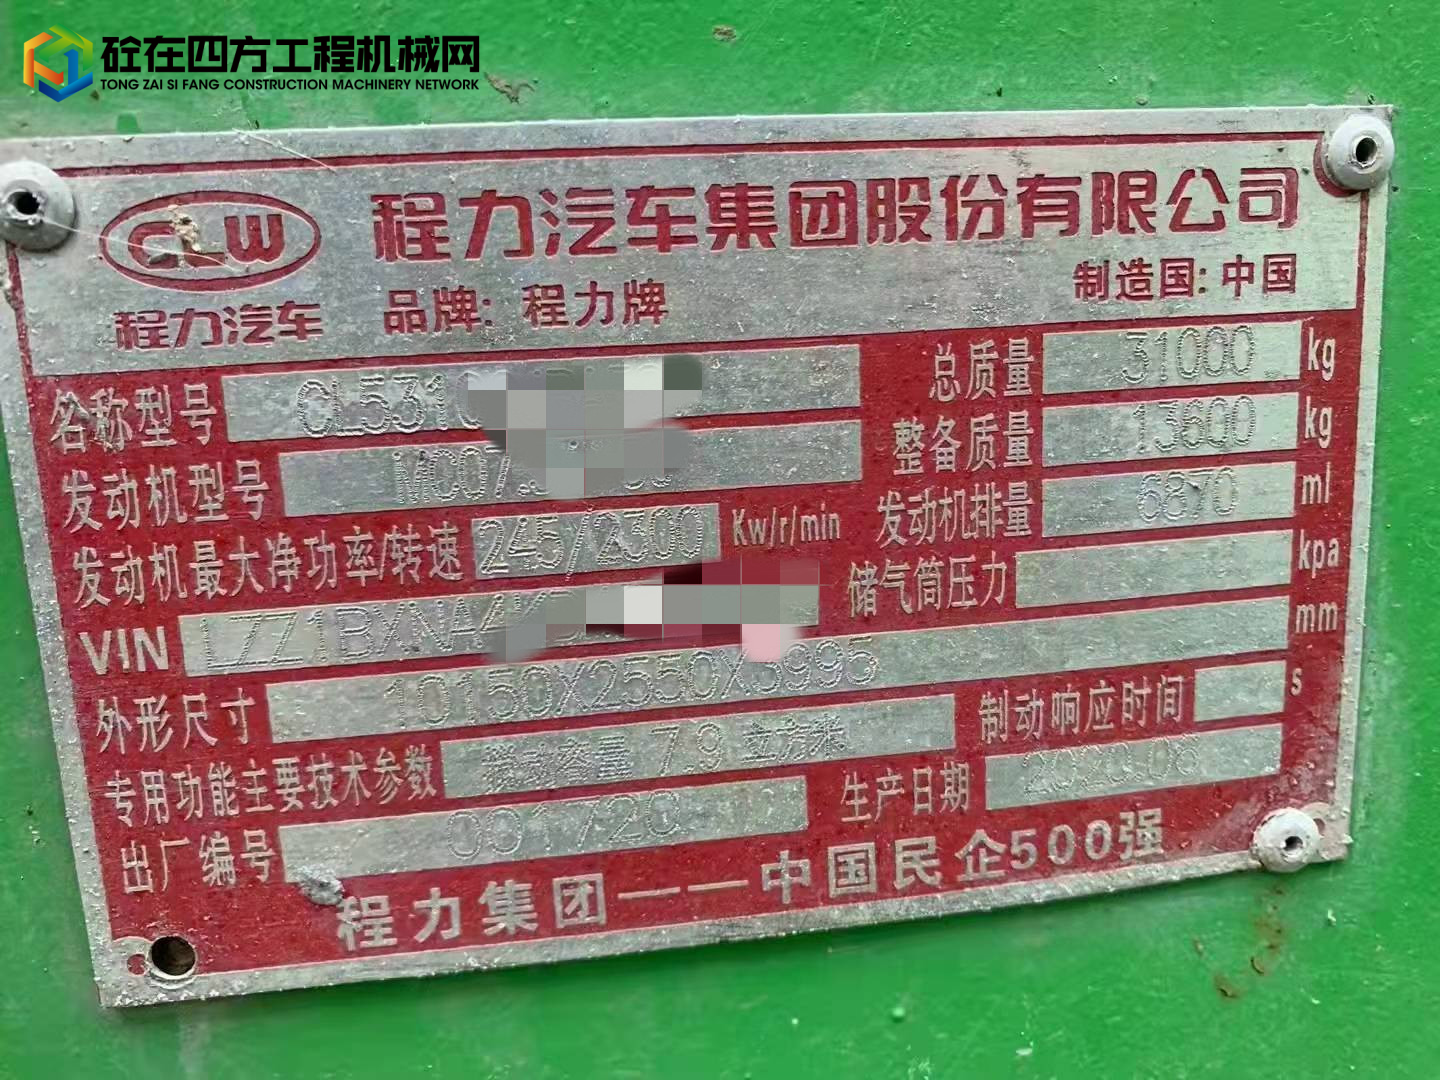 砼在四方工程机械网
TONG ZAI SI FANG CONSTRUCTION MACHINERY NETWORK
CLW
程力汽车
程力汽车集团股份有限公司
品牌: 程力牌
制造国: 中国
名称型号 CL531
总质量 31000 kg
发动机型号 MC07
整备质量 13600 kg
发动机最大净功率/转速 245/2300 Kw/r/min
发动机排量 6870 ml
VIN LZZ1BXNA4
储气筒压力 kpa
外形尺寸 10150X2550X3995 mm
专用功能主要技术参数 搅动容量 7.9 立方米
制动响应时间 s
出厂编号 001720
生产日期 2020.08
程力集团——中国民企500强